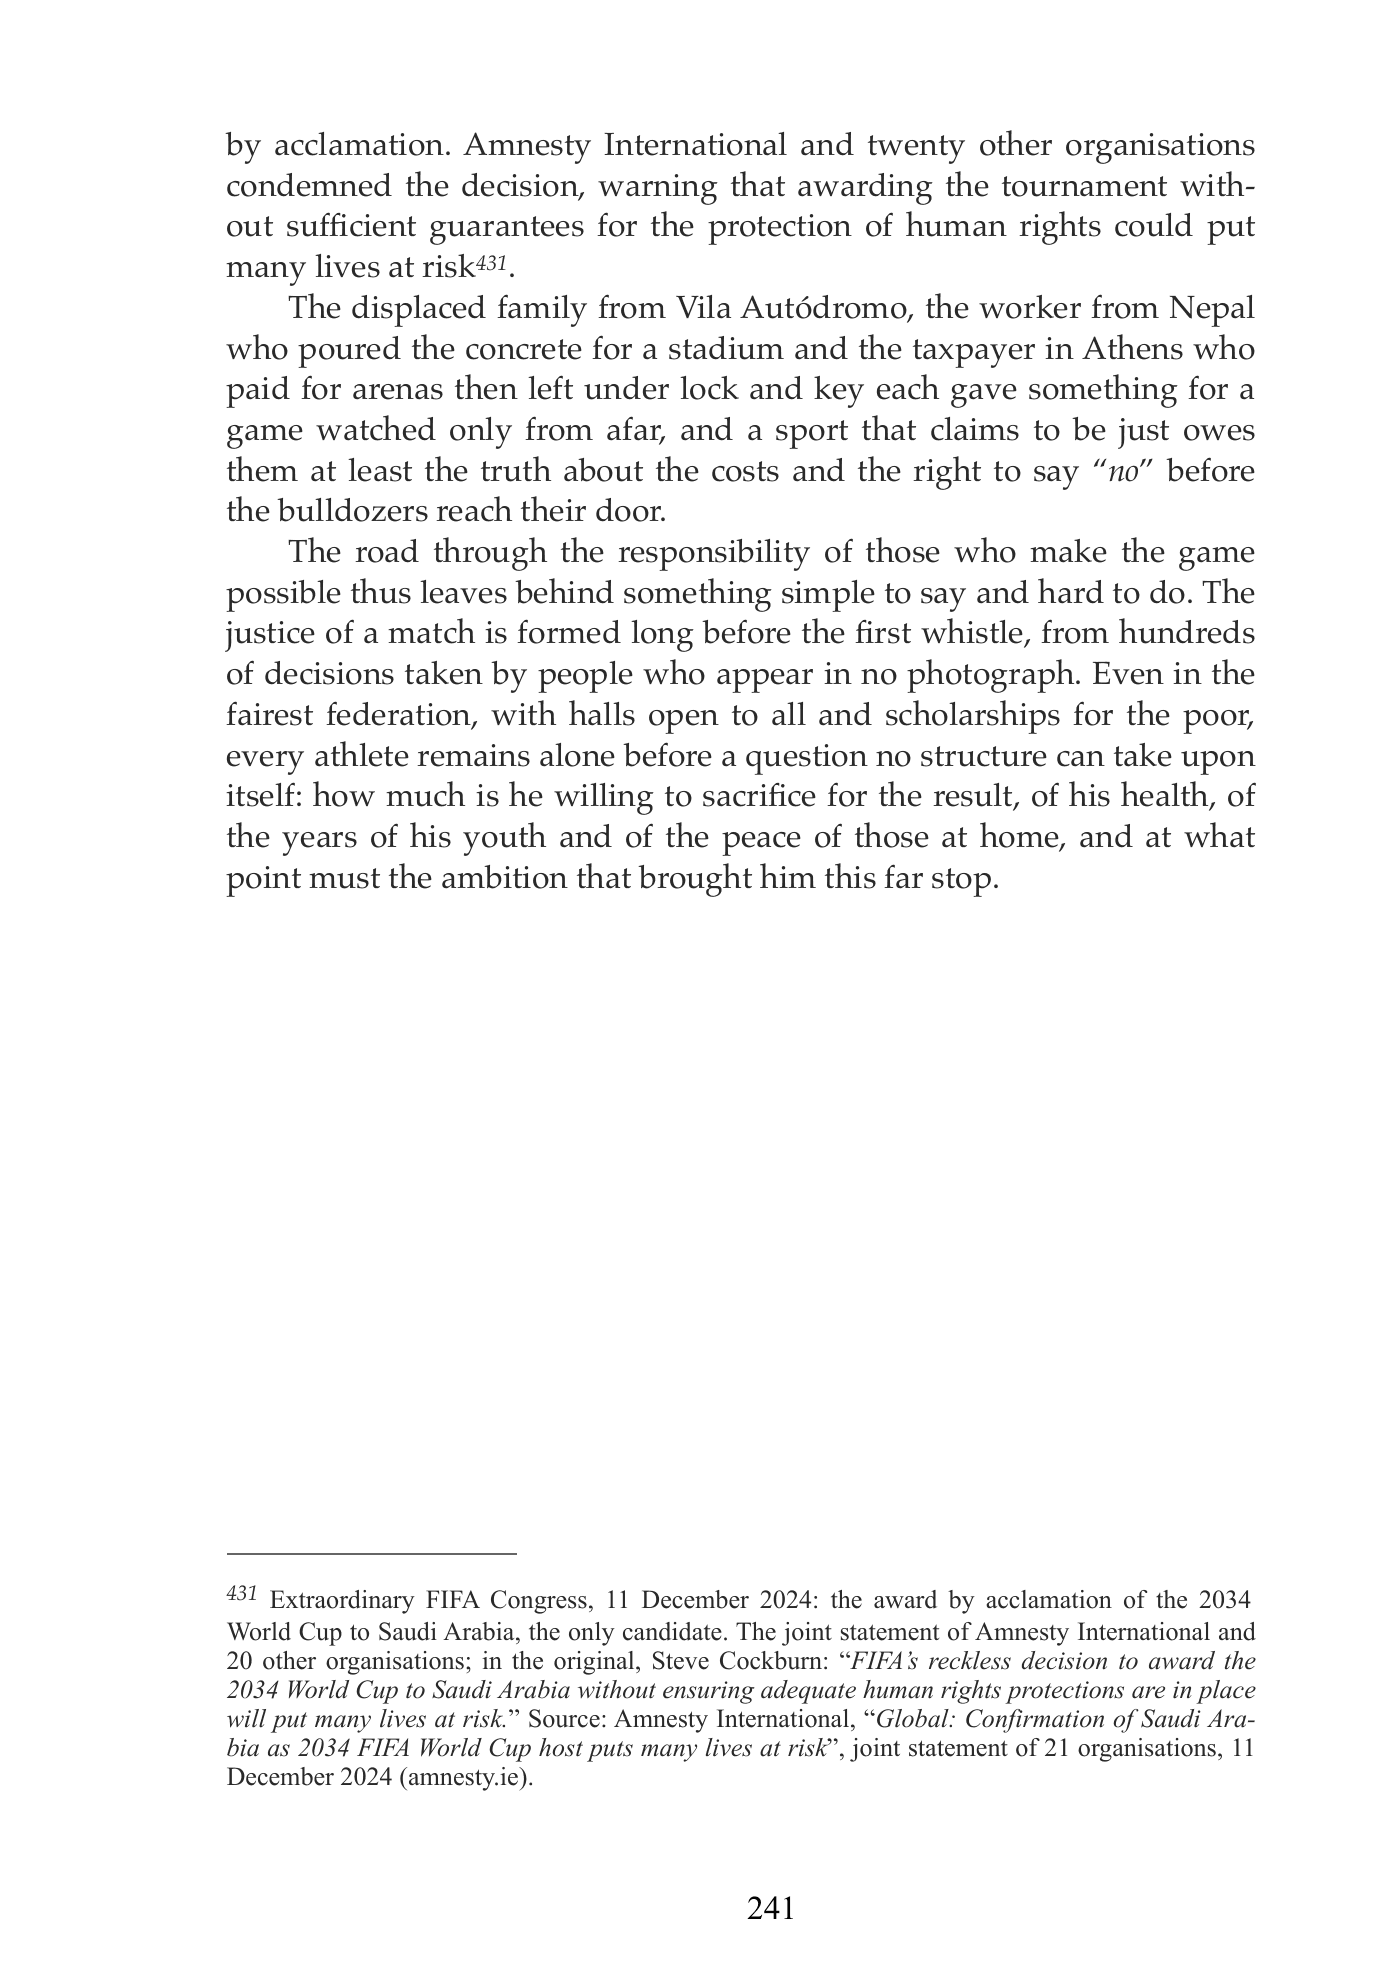 by acclamation. Amnesty International and twenty other organisations
condemned the decision, warning that awarding the tournament with-
out sufficient guarantees for the protection of human rights could put
many lives at risk431.
The displaced family from Vila Autódromo, the worker from Nepal
who poured the concrete for a stadium and the taxpayer in Athens who
paid for arenas then left under lock and key each gave something for a
game watched only from afar, and a sport that claims to be just owes
them at least the truth about the costs and the right to say “no” before
the bulldozers reach their door.
The road through the responsibility of those who make the game
possible thus leaves behind something simple to say and hard to do. The
justice of a match is formed long before the first whistle, from hundreds
of decisions taken by people who appear in no photograph. Even in the
fairest federation, with halls open to all and scholarships for the poor,
every athlete remains alone before a question no structure can take upon
itself: how much is he willing to sacrifice for the result, of his health, of
the years of his youth and of the peace of those at home, and at what
point must the ambition that brought him this far stop.
431 Extraordinary FIFA Congress, 11 December 2024: the award by acclamation of the 2034
World Cup to Saudi Arabia, the only candidate. The joint statement of Amnesty International and
20 other organisations; in the original, Steve Cockburn: “FIFA’s reckless decision to award the
2034 World Cup to Saudi Arabia without ensuring adequate human rights protections are in place
will put many lives at risk.” Source: Amnesty International, “Global: Confirmation of Saudi Ara-
bia as 2034 FIFA World Cup host puts many lives at risk”, joint statement of 21 organisations, 11
December 2024 (amnesty.ie).
241